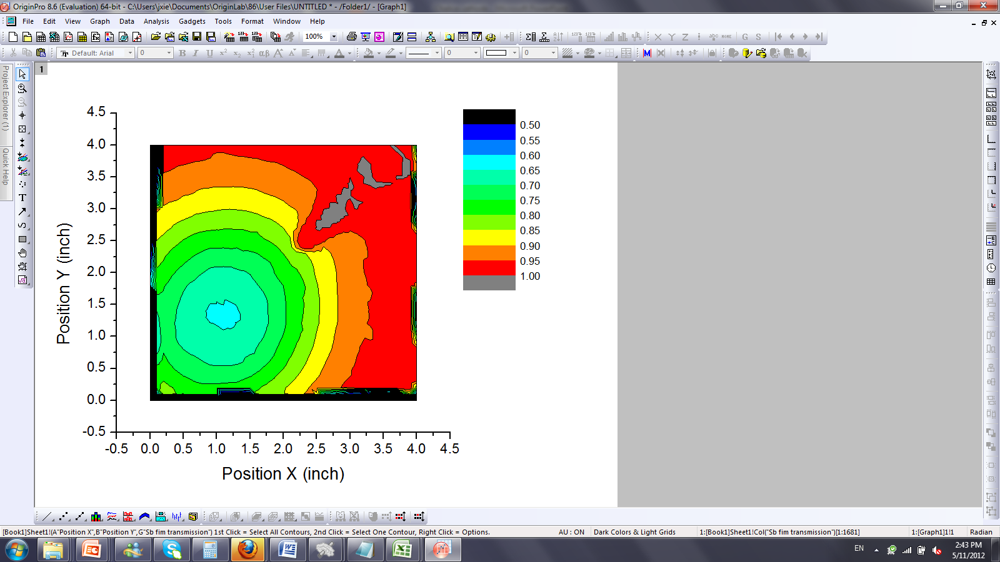 OriginPro 8.6 (Evaluation) 64-bit - C:\Users\jxie\Documents\OriginLab\86\User Files\UNTITLED * - /Folder1/ - [Graph1]
File Edit View Graph Data Analysis Gadgets Tools Format Window Help
100%
Default: Arial 0 B I U x² x₂ αβ A A A 0 0 M
abc NONE G S
X Y Z
Project Explorer (1)
Quick Help
1
4.5
4.0
3.5
3.0
2.5
2.0
1.5
1.0
0.5
0.0
-0.5
Position Y (inch)
-0.5 0.0 0.5 1.0 1.5 2.0 2.5 3.0 3.5 4.0 4.5
Position X (inch)
0.50
0.55
0.60
0.65
0.70
0.75
0.80
0.85
0.90
0.95
1.00
[Book1]Sheet1!(A"Position X",B"Position Y",G"Sb fim transmission") 1st Click = Select All Contours, 2nd Click = Select One Contour, Right Click = Options. AU : ON Dark Colors & Light Grids 1:[Book1]Sheet1!Col("Sb fim transmission")[1:1681] 1:[Graph1]1!1 Radian
EN 2:43 PM
5/11/2012